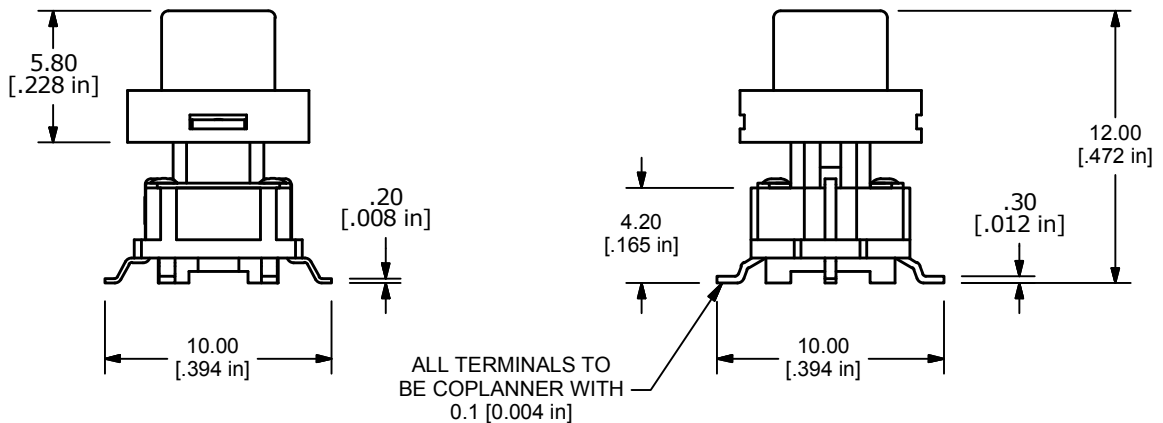 5.80
[.228 in]
.20
[.008 in]
10.00
[.394 in]
4.20
[.165 in]
.30
[.012 in]
12.00
[.472 in]
10.00
[.394 in]
ALL TERMINALS TO
BE COPLANNER WITH
0.1 [0.004 in]